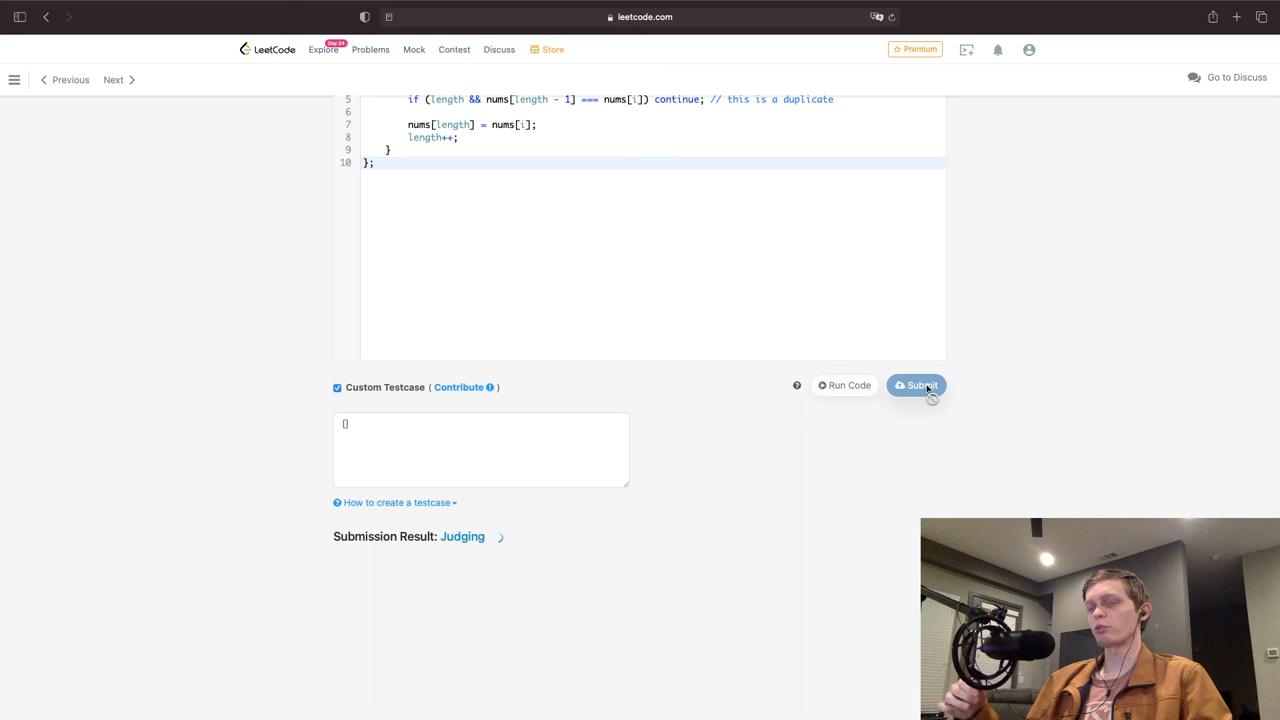 leetcode.com
LeetCode Explore Day 34 Problems Mock Contest Discuss Store Premium
Previous Next Go to Discuss
5 if (length && nums[length - 1] === nums[i]) continue; // this is a duplicate
6
7 nums[length] = nums[i];
8 length++;
9 }
10 };
Custom Testcase ( Contribute ) Run Code Submit
[]
How to create a testcase
Submission Result: Judging